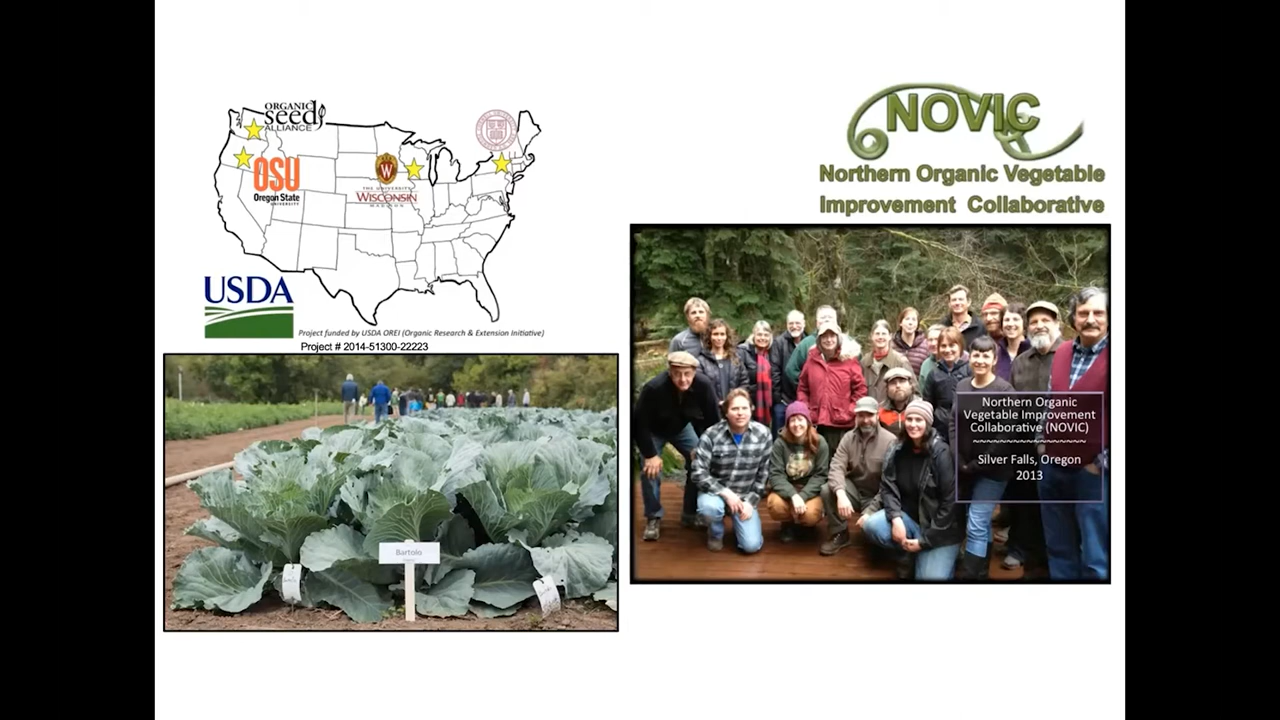 ORGANIC
seed
ALLIANCE
OSU
Oregon State
UNIVERSITY
W
THE UNIVERSITY
WISCONSIN
MADISON
USDA
Project funded by USDA OREI (Organic Research & Extension Initiative)
Project # 2014-51300-22223
NOVIC
Northern Organic Vegetable
Improvement Collaborative
Bartolo
Northern Organic
Vegetable Improvement
Collaborative (NOVIC)
~~~~~~~~~~~~~~~~~
Silver Falls, Oregon
2013